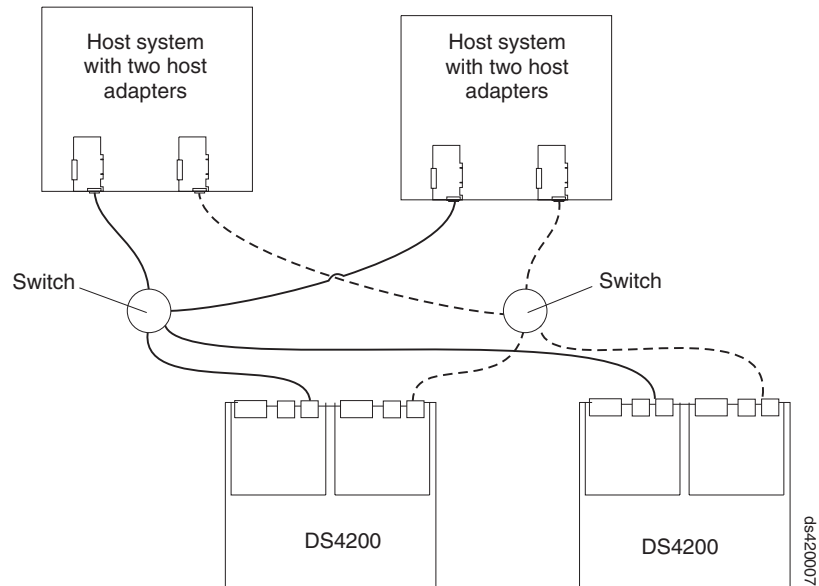 Host system
with two host
adapters
Host system
with two host
adapters
Switch
Switch
DS4200
DS4200
ds420007